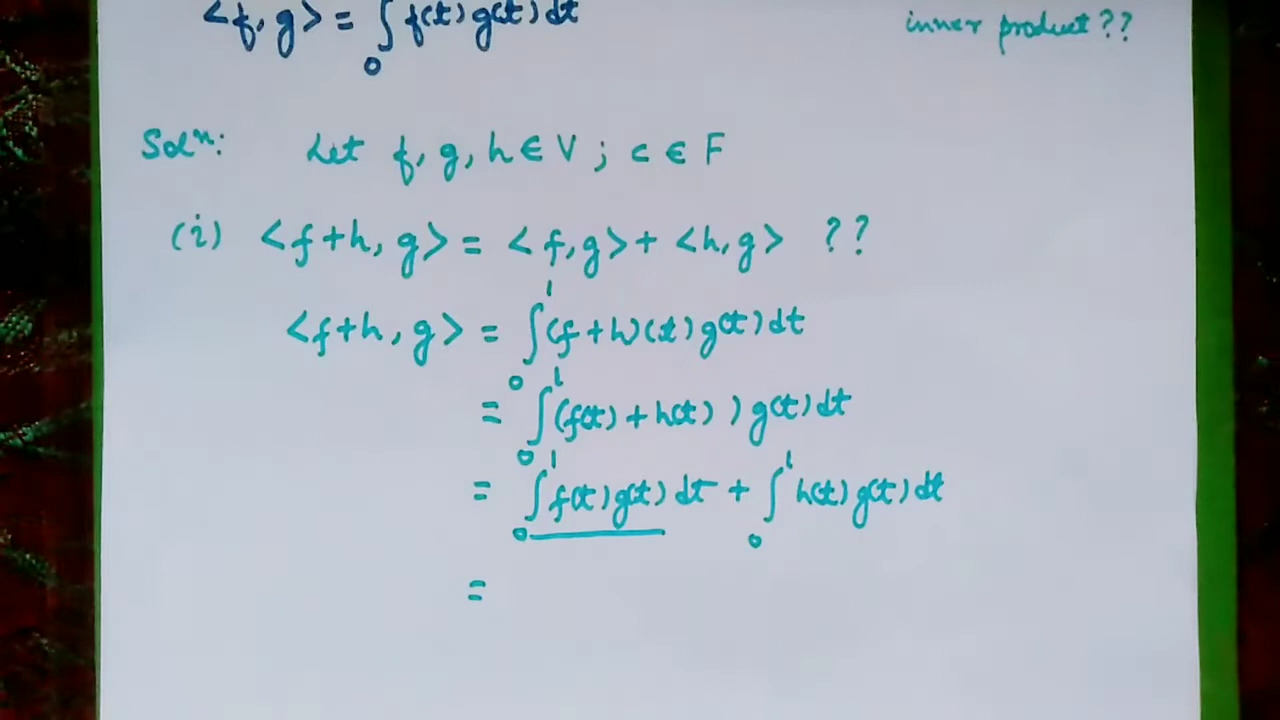 <f, g> = ∫₀ f(t) g(t) dt
inner product ??
Solⁿ: Let f, g, h ∈ V ; c ∈ F
(i) <f+h, g> = <f, g> + <h, g> ??
<f+h, g> = ∫₀¹ (f+h)(t) g(t) dt
= ∫₀¹ (f(t) + h(t)) g(t) dt
= ∫₀¹ f(t) g(t) dt + ∫₀¹ h(t) g(t) dt
=